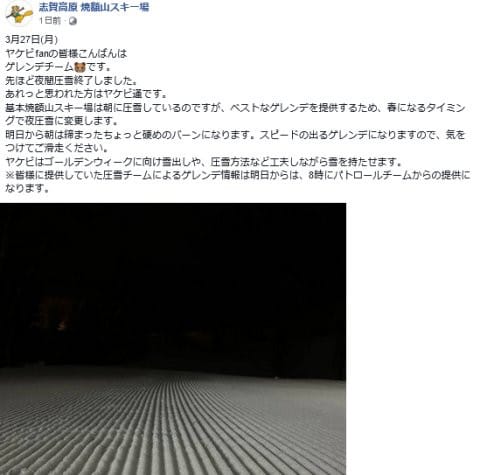 志賀高原 焼額山スキー場
1日前・
3月27日(月)
ヤケビfanの皆様こんばんは
ゲレンデチーム🐻です。
先ほど夜間圧雪終了しました。
あれっと思われた方はヤケビ通です。
基本焼額山スキー場は朝に圧雪しているのですが、ベストなゲレンデを提供するため、春になるタイミン
グで夜圧雪に変更します。
明日から朝は締まったちょっと硬めのバーンになります。スピードの出るゲレンデになりますので、気を
つけてご滑走ください。
ヤケビはゴールデンウィークに向け雪出しや、圧雪方法など工夫しながら雪を持たせます。
※皆様に提供していた圧雪チームによるゲレンデ情報は明日からは、8時にパトロールチームからの提供に
なります。